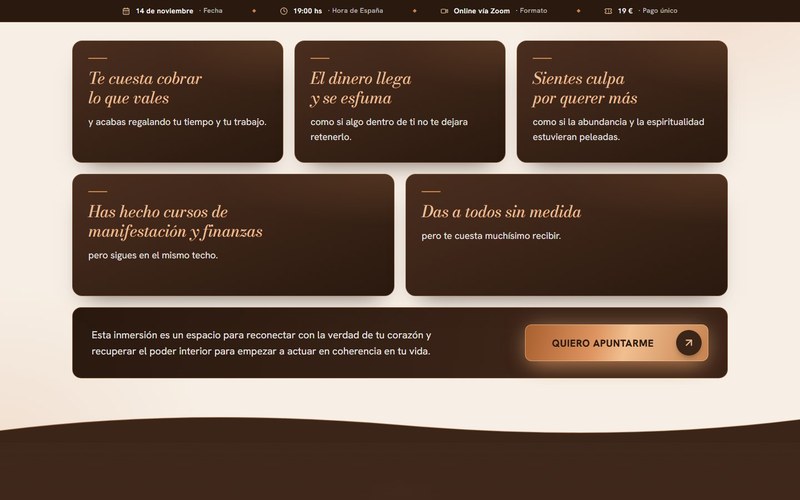 14 de noviembre · Fecha
19:00 hs · Hora de España
Online vía Zoom · Formato
19 € · Pago único
Te cuesta cobrar
lo que vales
y acabas regalando tu tiempo y tu trabajo.
El dinero llega
y se esfuma
como si algo dentro de ti no te dejara
retenerlo.
Sientes culpa
por querer más
como si la abundancia y la espiritualidad
estuvieran peleadas.
Has hecho cursos de
manifestación y finanzas
pero sigues en el mismo techo.
Das a todos sin medida
pero te cuesta muchísimo recibir.
Esta inmersión es un espacio para reconectar con la verdad de tu corazón y
recuperar el poder interior para empezar a actuar en coherencia en tu vida.
QUIERO APUNTARME